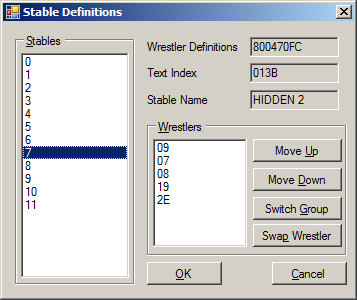 Stable Definitions
Stables
0
1
2
3
4
5
6
7
8
9
10
11
Wrestler Definitions 800470FC
Text Index 013B
Stable Name HIDDEN 2
Wrestlers
09
07
08
19
2E
Move Up
Move Down
Switch Group
Swap Wrestler
OK
Cancel